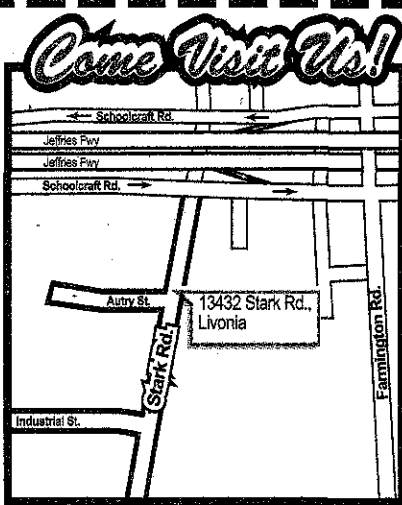 Come Visit Us!
Schoolcraft Rd.
Jeffries Fwy
Jeffries Fwy
Schoolcraft Rd.
Autry St.
13432 Stark Rd.,
Livonia
Stark Rd.
Farmington Rd.
Industrial St.